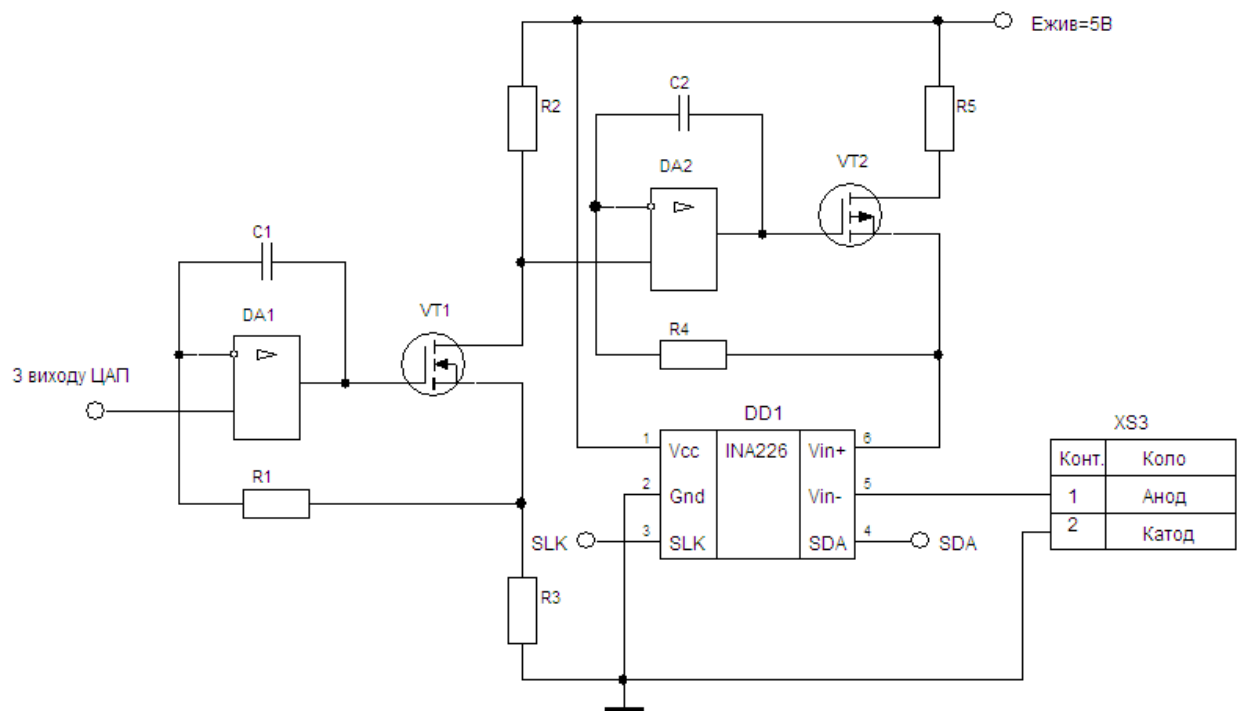 Eжив=5В
C2
R2
R5
DA2
VT2
C1
VT1
DA1
R4
З виходу ЦАП
DD1
XS3
1
Vcc
INA226
Vin+
6
Конт.
Коло
R1
2
Gnd
Vin-
5
1
Анод
SLK
3
SLK
SDA
4
SDA
2
Катод
R3